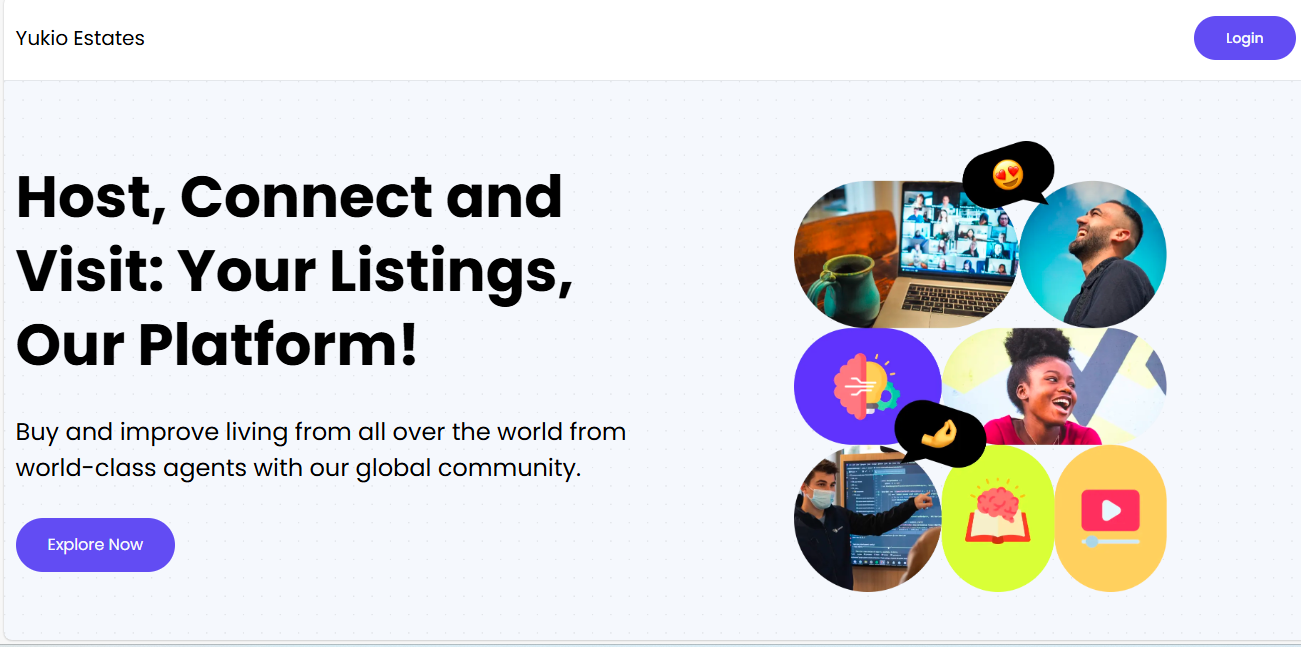 Yukio Estates
Login
Host, Connect and
Visit: Your Listings,
Our Platform!
Buy and improve living from all over the world from
world-class agents with our global community.
Explore Now